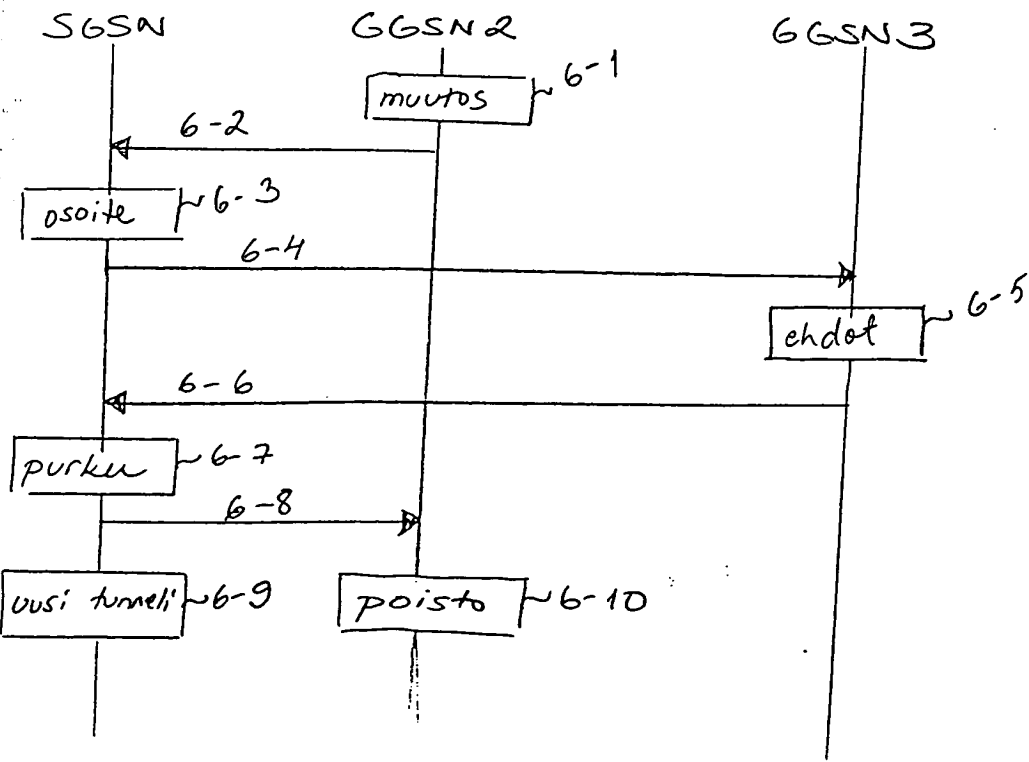 SGSN GGSN2 GGSN3
muutos 6-1
6-2
osoite 6-3
6-4
ehdot 6-5
6-6
purku 6-7
6-8
uusi tunneli 6-9 poisto 6-10